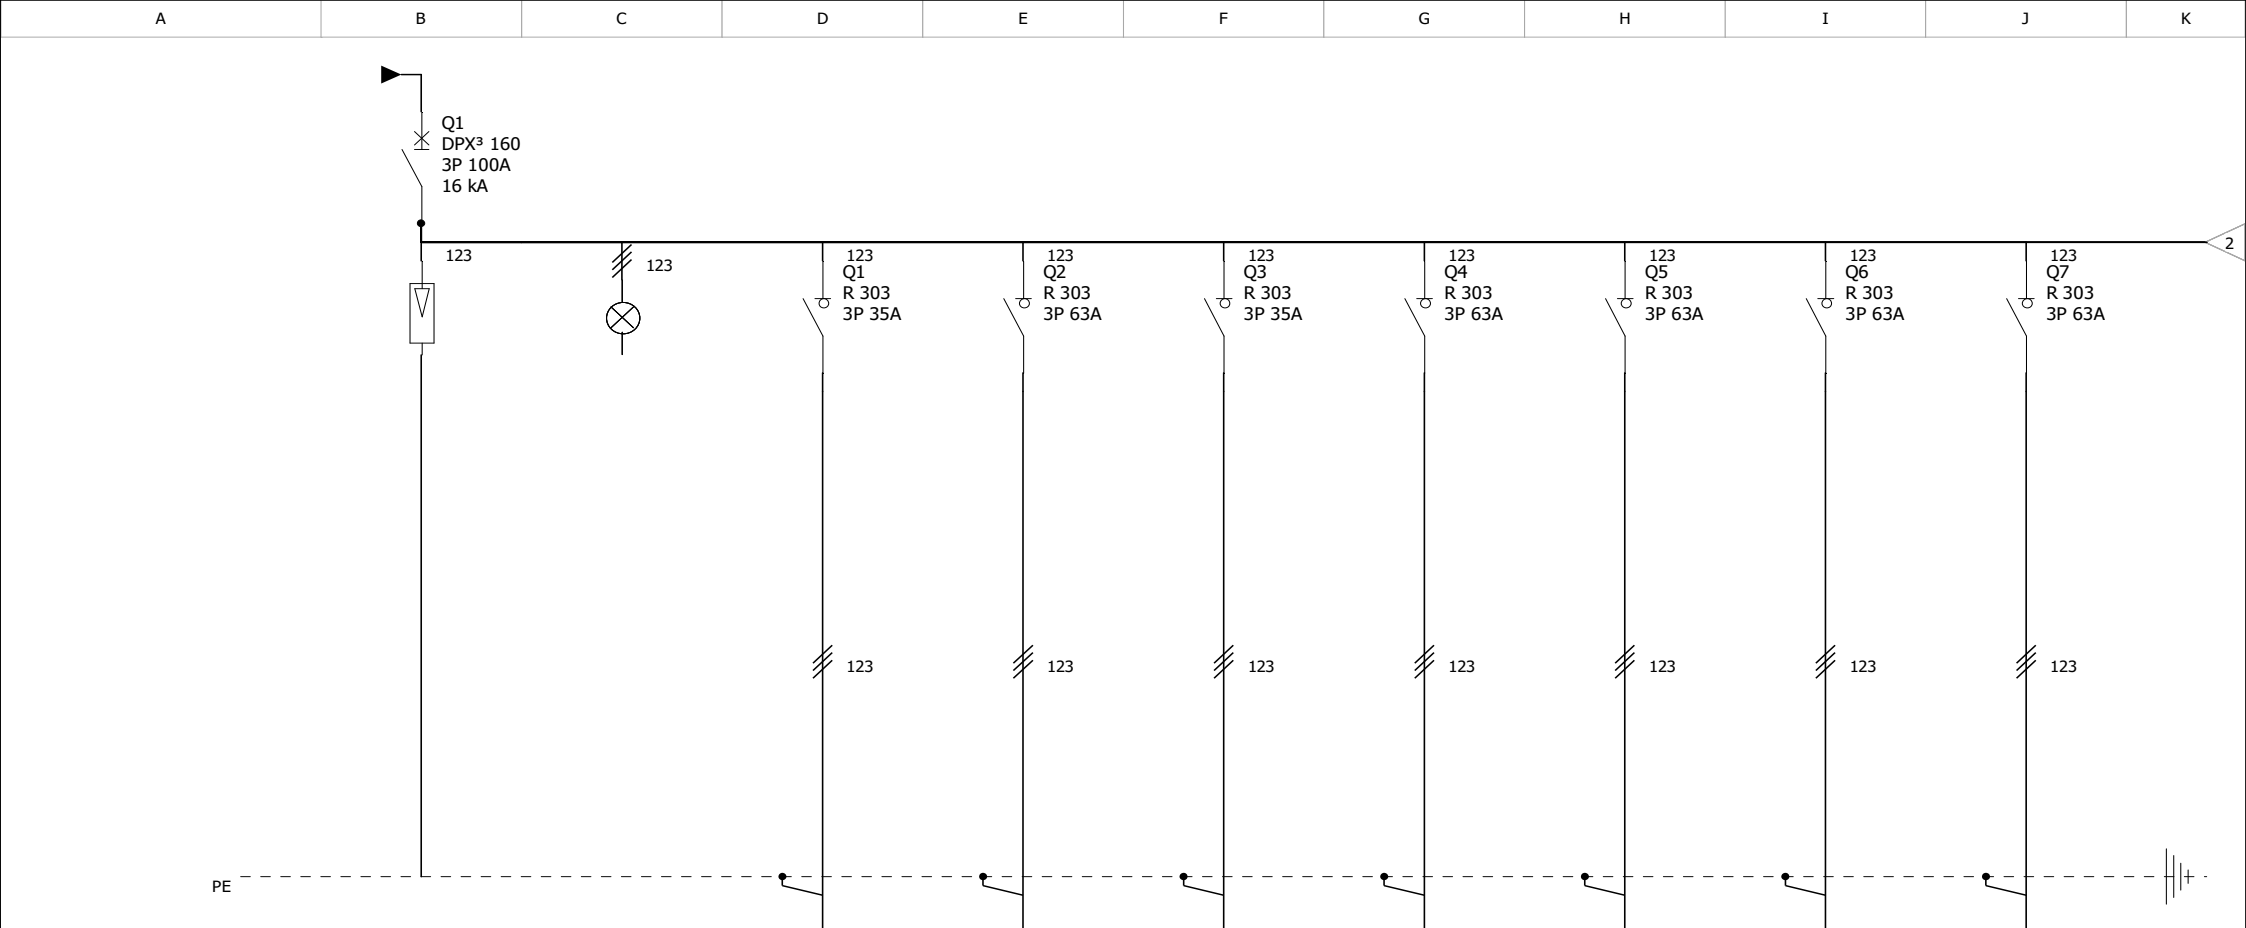 A B C D E F G H I J K
Q1
DPX³ 160
3P 100A
16 kA
123 123 123 123 123 123 123 123 123
2
Q1 Q2 Q3 Q4 Q5 Q6 Q7
R 303 R 303 R 303 R 303 R 303 R 303 R 303
3P 35A 3P 63A 3P 35A 3P 63A 3P 63A 3P 63A 3P 63A
123 123 123 123 123 123 123
PE